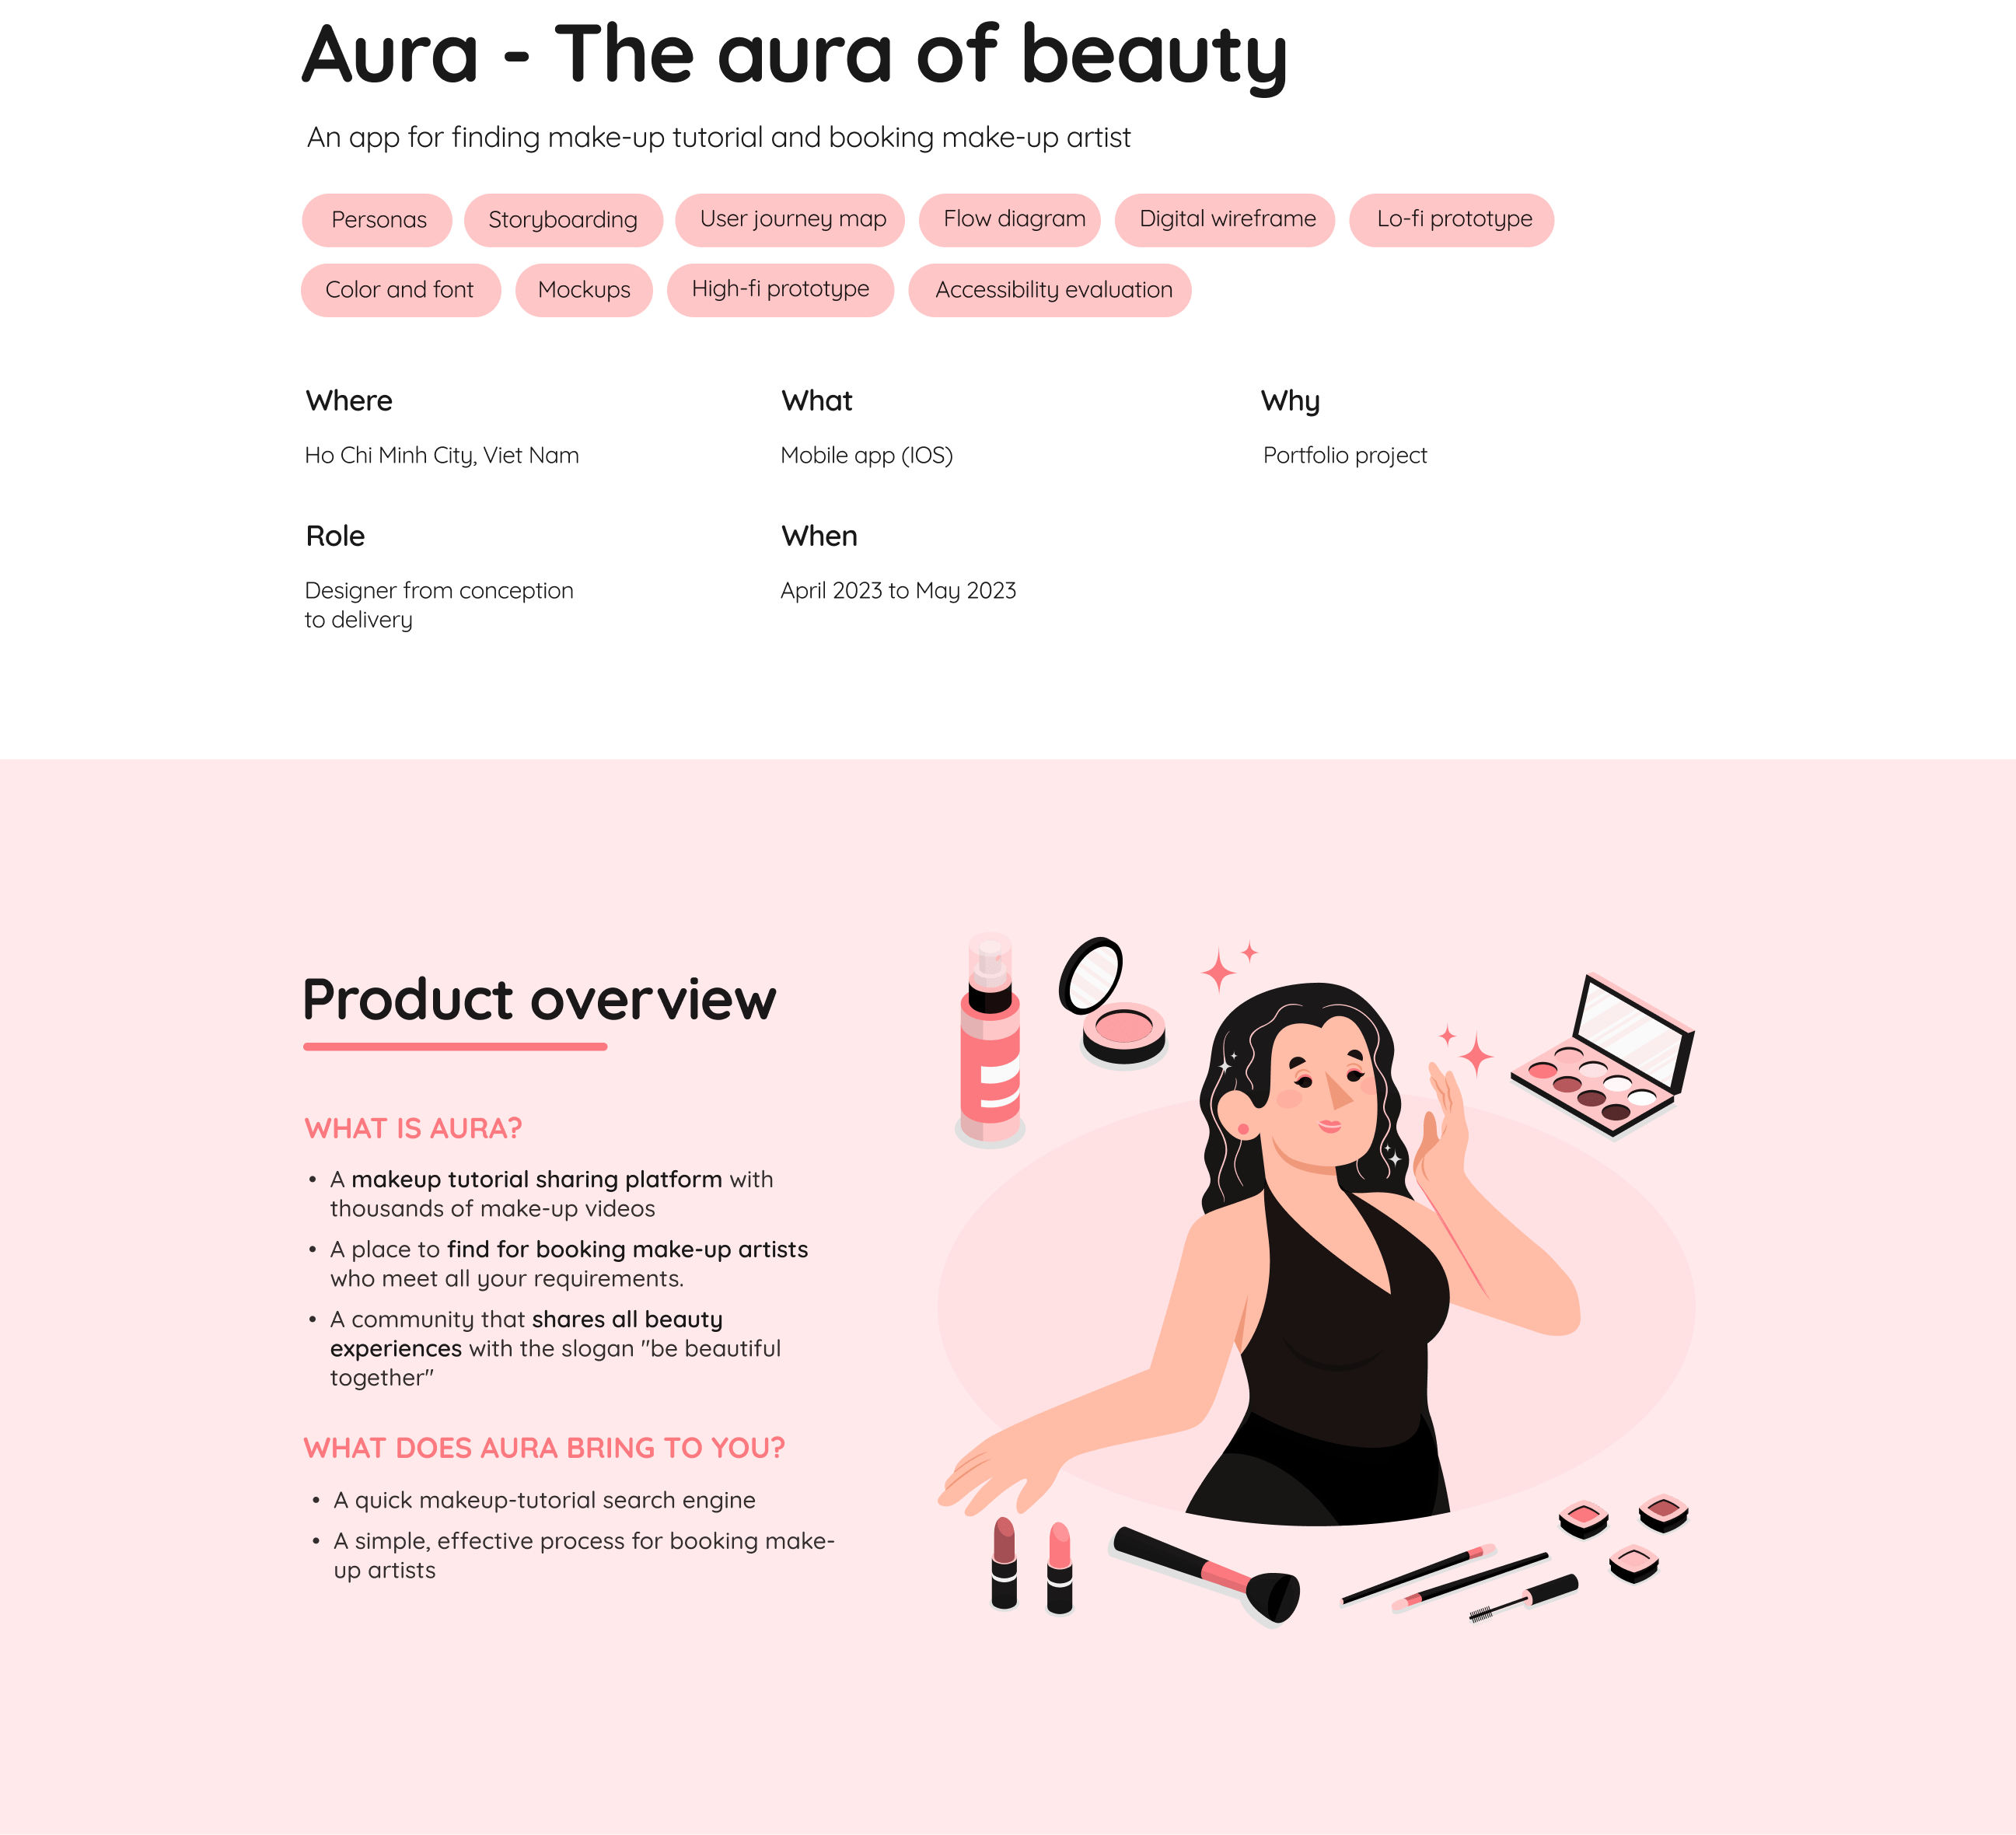 Aura - The aura of beauty
An app for finding make-up tutorial and booking make-up artist
Personas
Storyboarding
User journey map
Flow diagram
Digital wireframe
Lo-fi prototype
Color and font
Mockups
High-fi prototype
Accessibility evaluation
Where
Ho Chi Minh City, Viet Nam
What
Mobile app (IOS)
Why
Portfolio project
Role
Designer from conception
to delivery
When
April 2023 to May 2023
Product overview
WHAT IS AURA?
• A makeup tutorial sharing platform with
thousands of make-up videos
• A place to find for booking make-up artists
who meet all your requirements.
• A community that shares all beauty
experiences with the slogan "be beautiful
together"
WHAT DOES AURA BRING TO YOU?
• A quick makeup-tutorial search engine
• A simple, effective process for booking make-
up artists